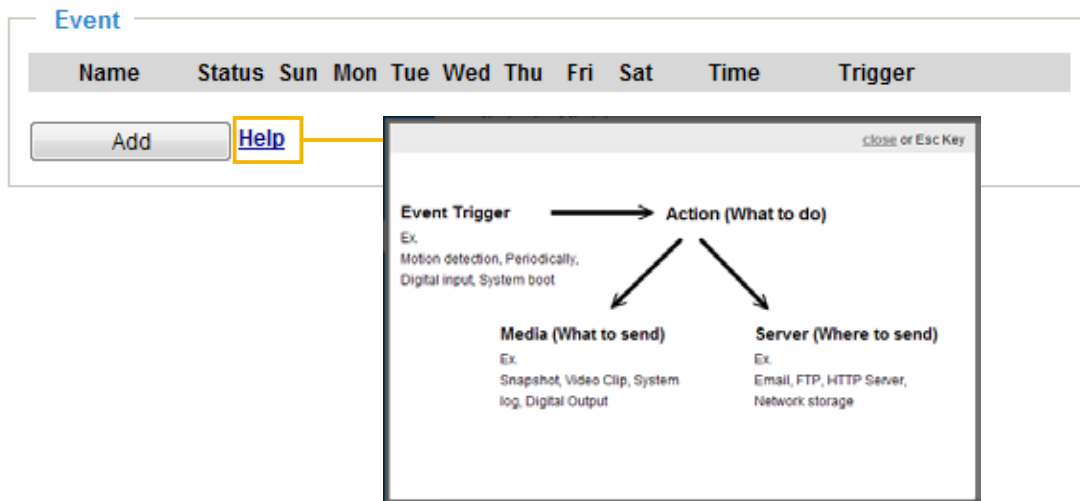 Event
Name Status Sun Mon Tue Wed Thu Fri Sat Time Trigger
Add Help
close or Esc Key
Event Trigger Action (What to do)
Ex.
Motion detection, Periodically,
Digital input, System boot
Media (What to send)
Ex.
Snapshot, Video Clip, System
log, Digital Output
Server (Where to send)
Ex.
Email, FTP, HTTP Server,
Network storage